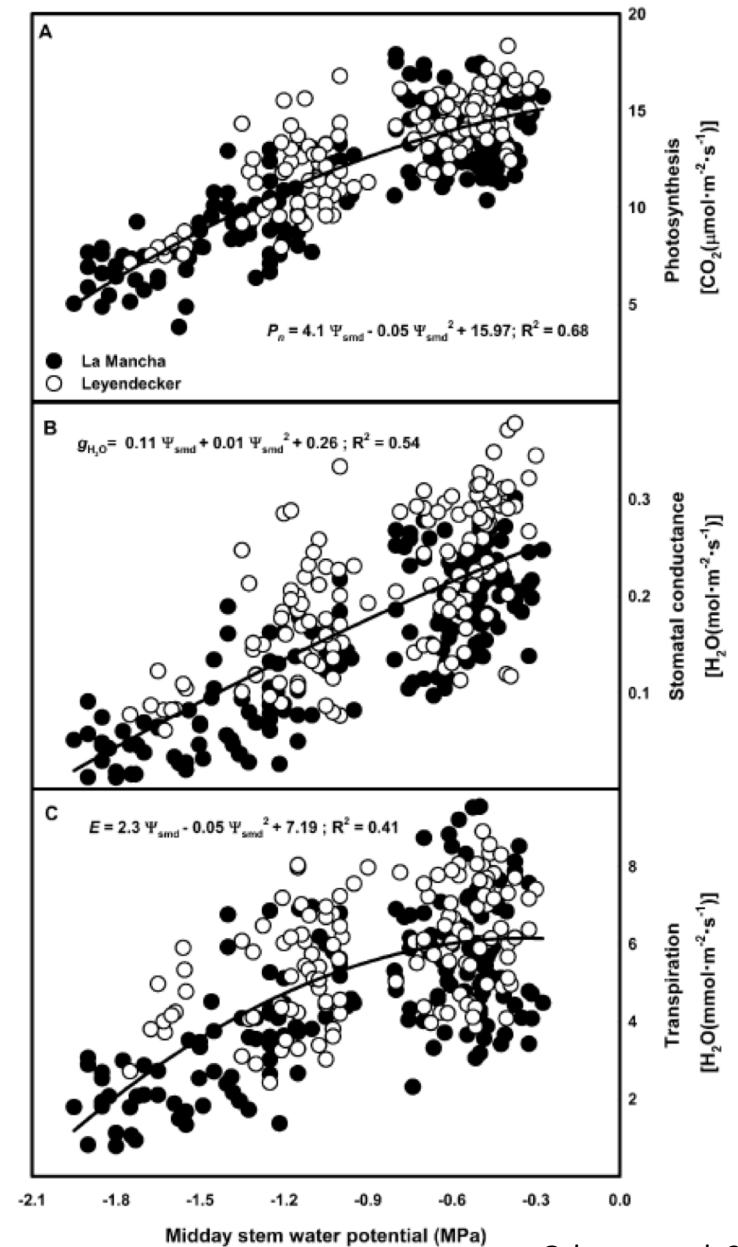 A
20
15
10
5
Photosynthesis
[CO₂(μmol·m⁻²·s⁻¹)]
Pₙ = 4.1 Ψsmd - 0.05 Ψsmd² + 15.97; R² = 0.68
La Mancha
Leyendecker
B
gH₂O= 0.11 Ψsmd + 0.01 Ψsmd² + 0.26 ; R² = 0.54
0.3
0.2
0.1
Stomatal conductance
[H₂O(mol·m⁻²·s⁻¹)]
C
E = 2.3 Ψsmd - 0.05 Ψsmd² + 7.19 ; R² = 0.41
8
6
4
2
Transpiration
[H₂O(mmol·m⁻²·s⁻¹)]
-2.1 -1.8 -1.5 -1.2 -0.9 -0.6 -0.3 0.0
Midday stem water potential (MPa)